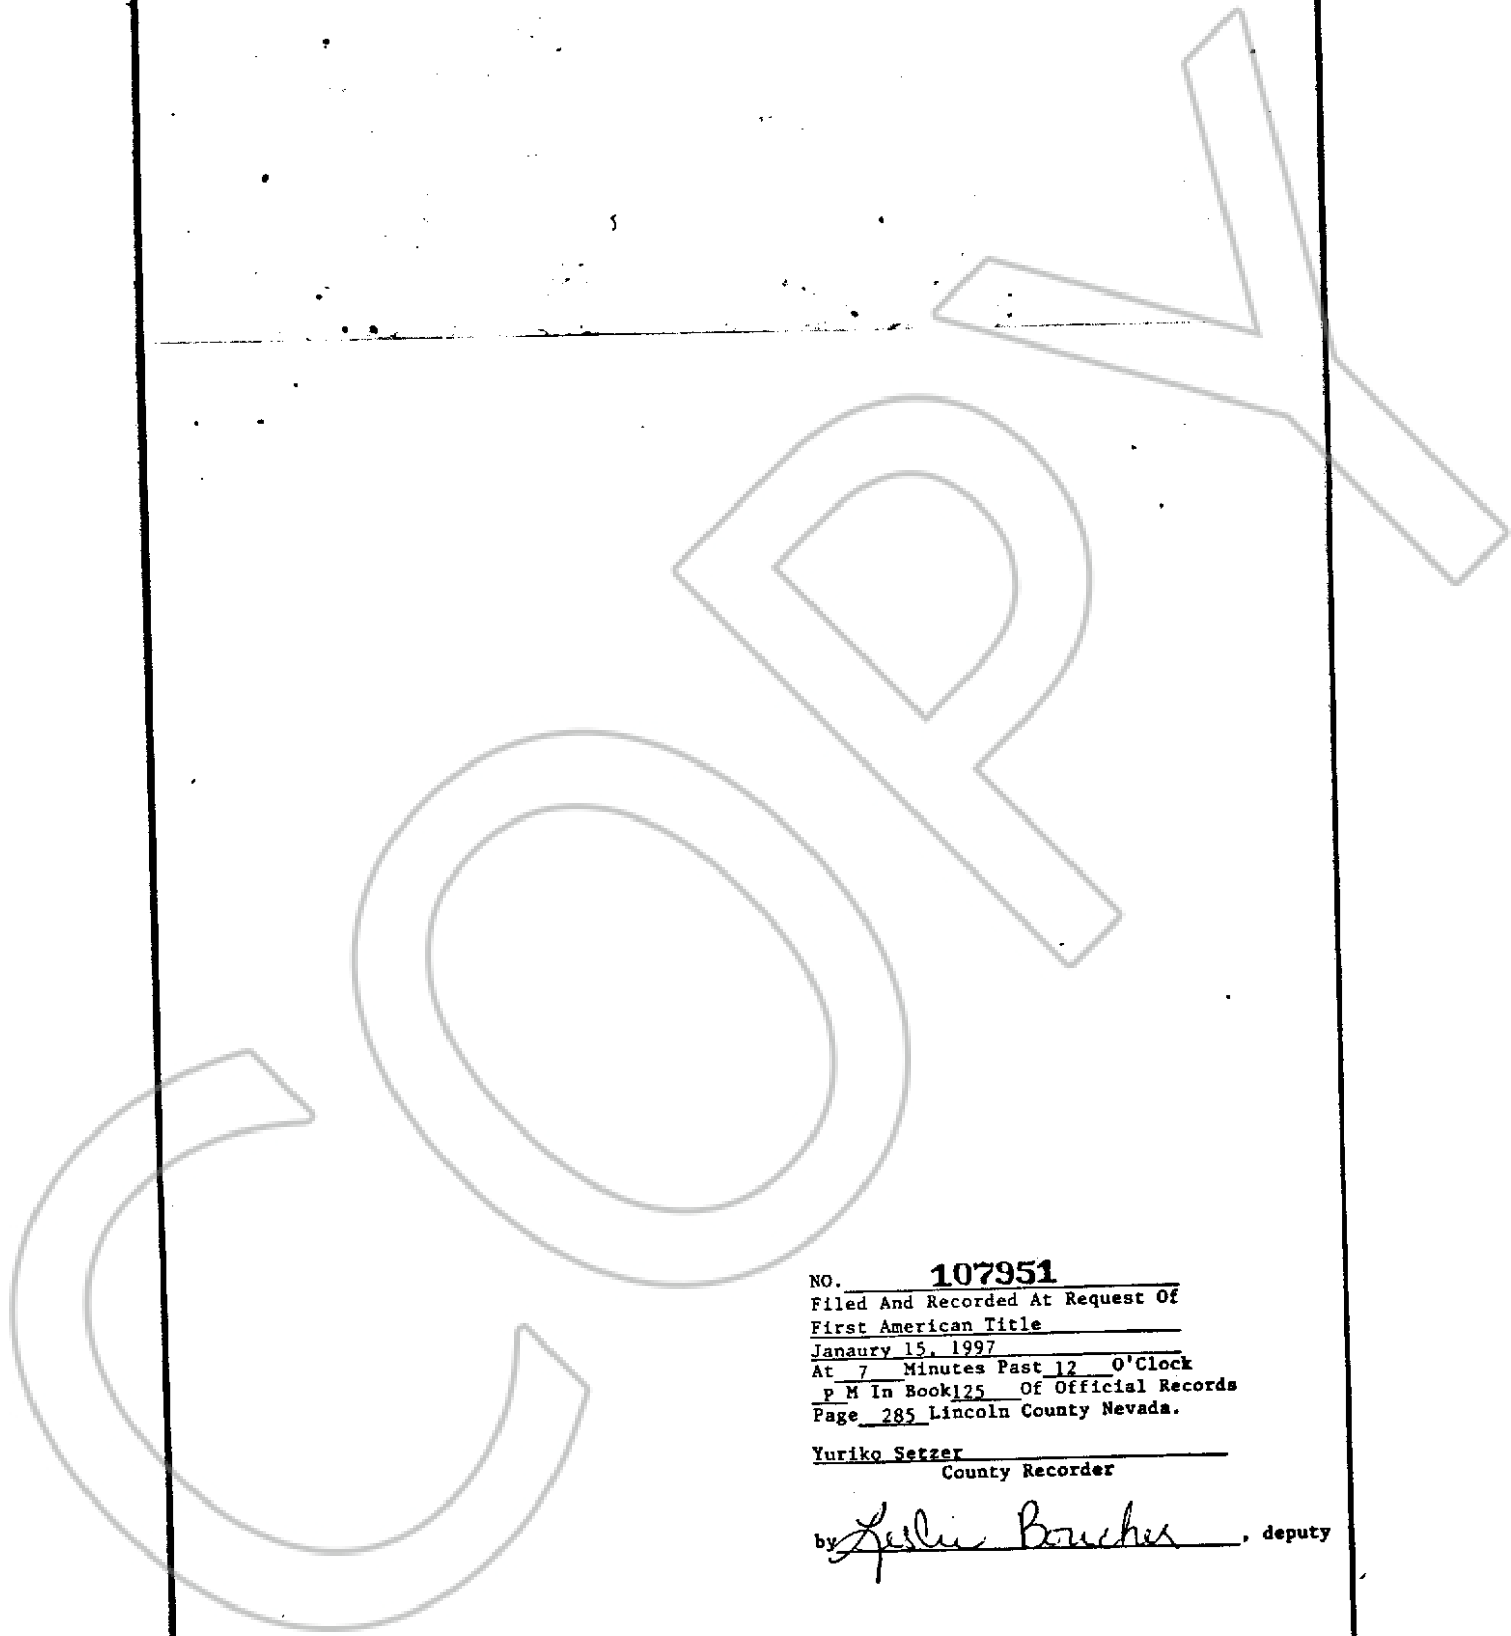 COPY
NO. 107951
Filed And Recorded At Request Of
First American Title
Janaury 15, 1997
At 7 Minutes Past 12 O'Clock
P M In Book 125 Of Official Records
Page 285 Lincoln County Nevada.
Yuriko Setzer
County Recorder
by Leslie Boucher, deputy